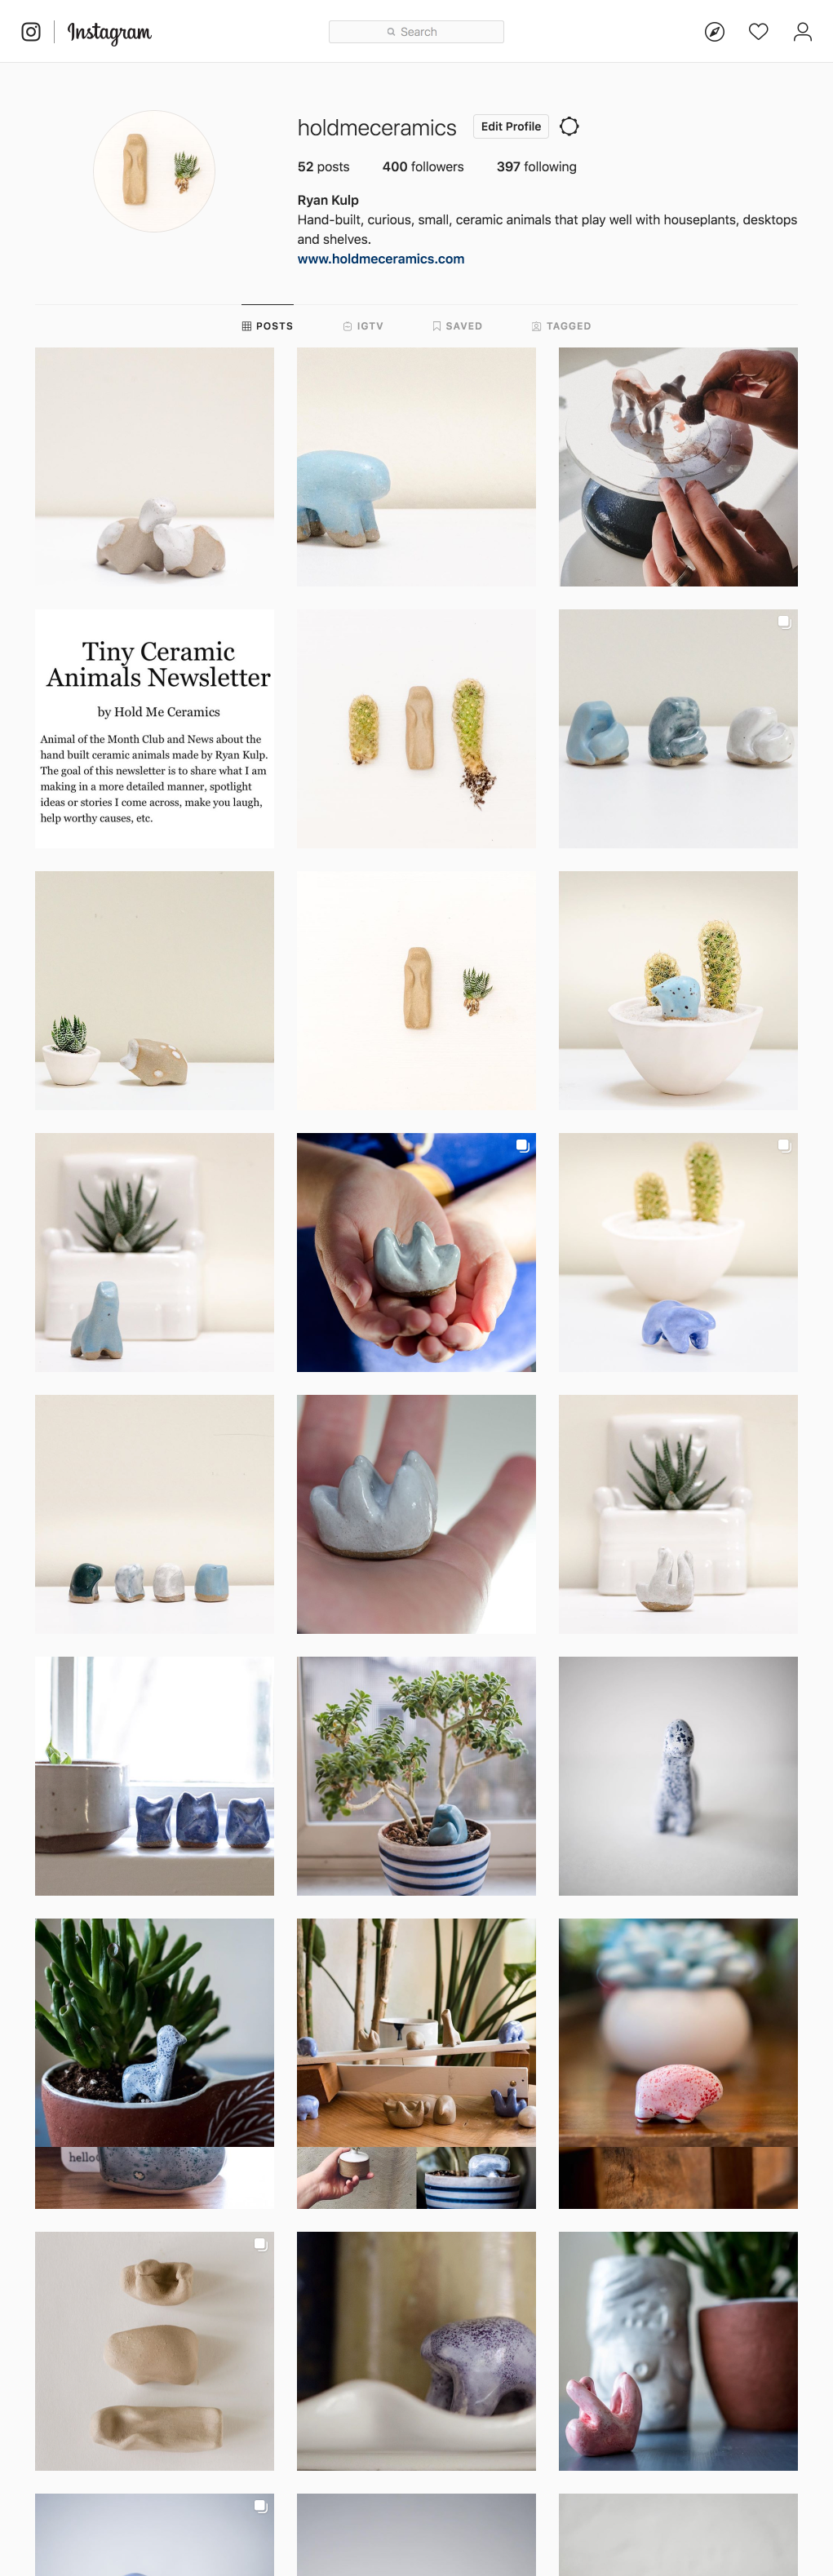 Instagram
Search
holdmeceramics
Edit Profile
52 posts
400 followers
397 following
Ryan Kulp
Hand-built, curious, small, ceramic animals that play well with houseplants, desktops
and shelves.
www.holdmeceramics.com
POSTS
IGTV
SAVED
TAGGED
Tiny Ceramic
Animals Newsletter
by Hold Me Ceramics
Animal of the Month Club and News about the
hand built ceramic animals made by Ryan Kulp.
The goal of this newsletter is to share what I am
making in a more detailed manner, spotlight
ideas or stories I come across, make you laugh,
help worthy causes, etc.
hello